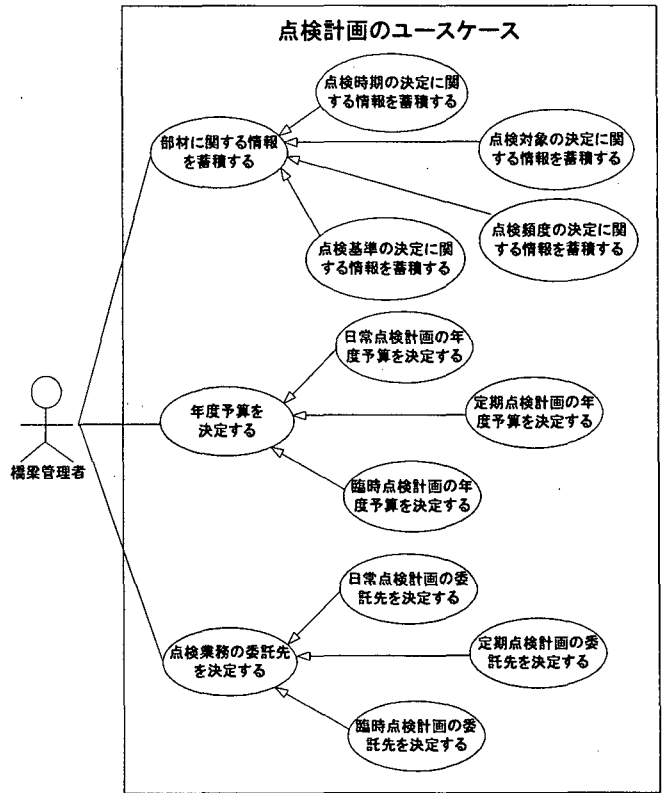 点検計画のユースケース
点検時期の決定に関
する情報を蓄積する
部材に関する情報
を蓄積する
点検対象の決定に関
する情報を蓄積する
点検頻度の決定に関
する情報を蓄積する
点検基準の決定に関
する情報を蓄積する
日常点検計画の年
度予算を決定する
年度予算を
決定する
定期点検計画の年
度予算を決定する
橋梁管理者
臨時点検計画の年
度予算を決定する
日常点検計画の委
託先を決定する
点検業務の委託先
を決定する
定期点検計画の委
託先を決定する
臨時点検計画の委
託先を決定する